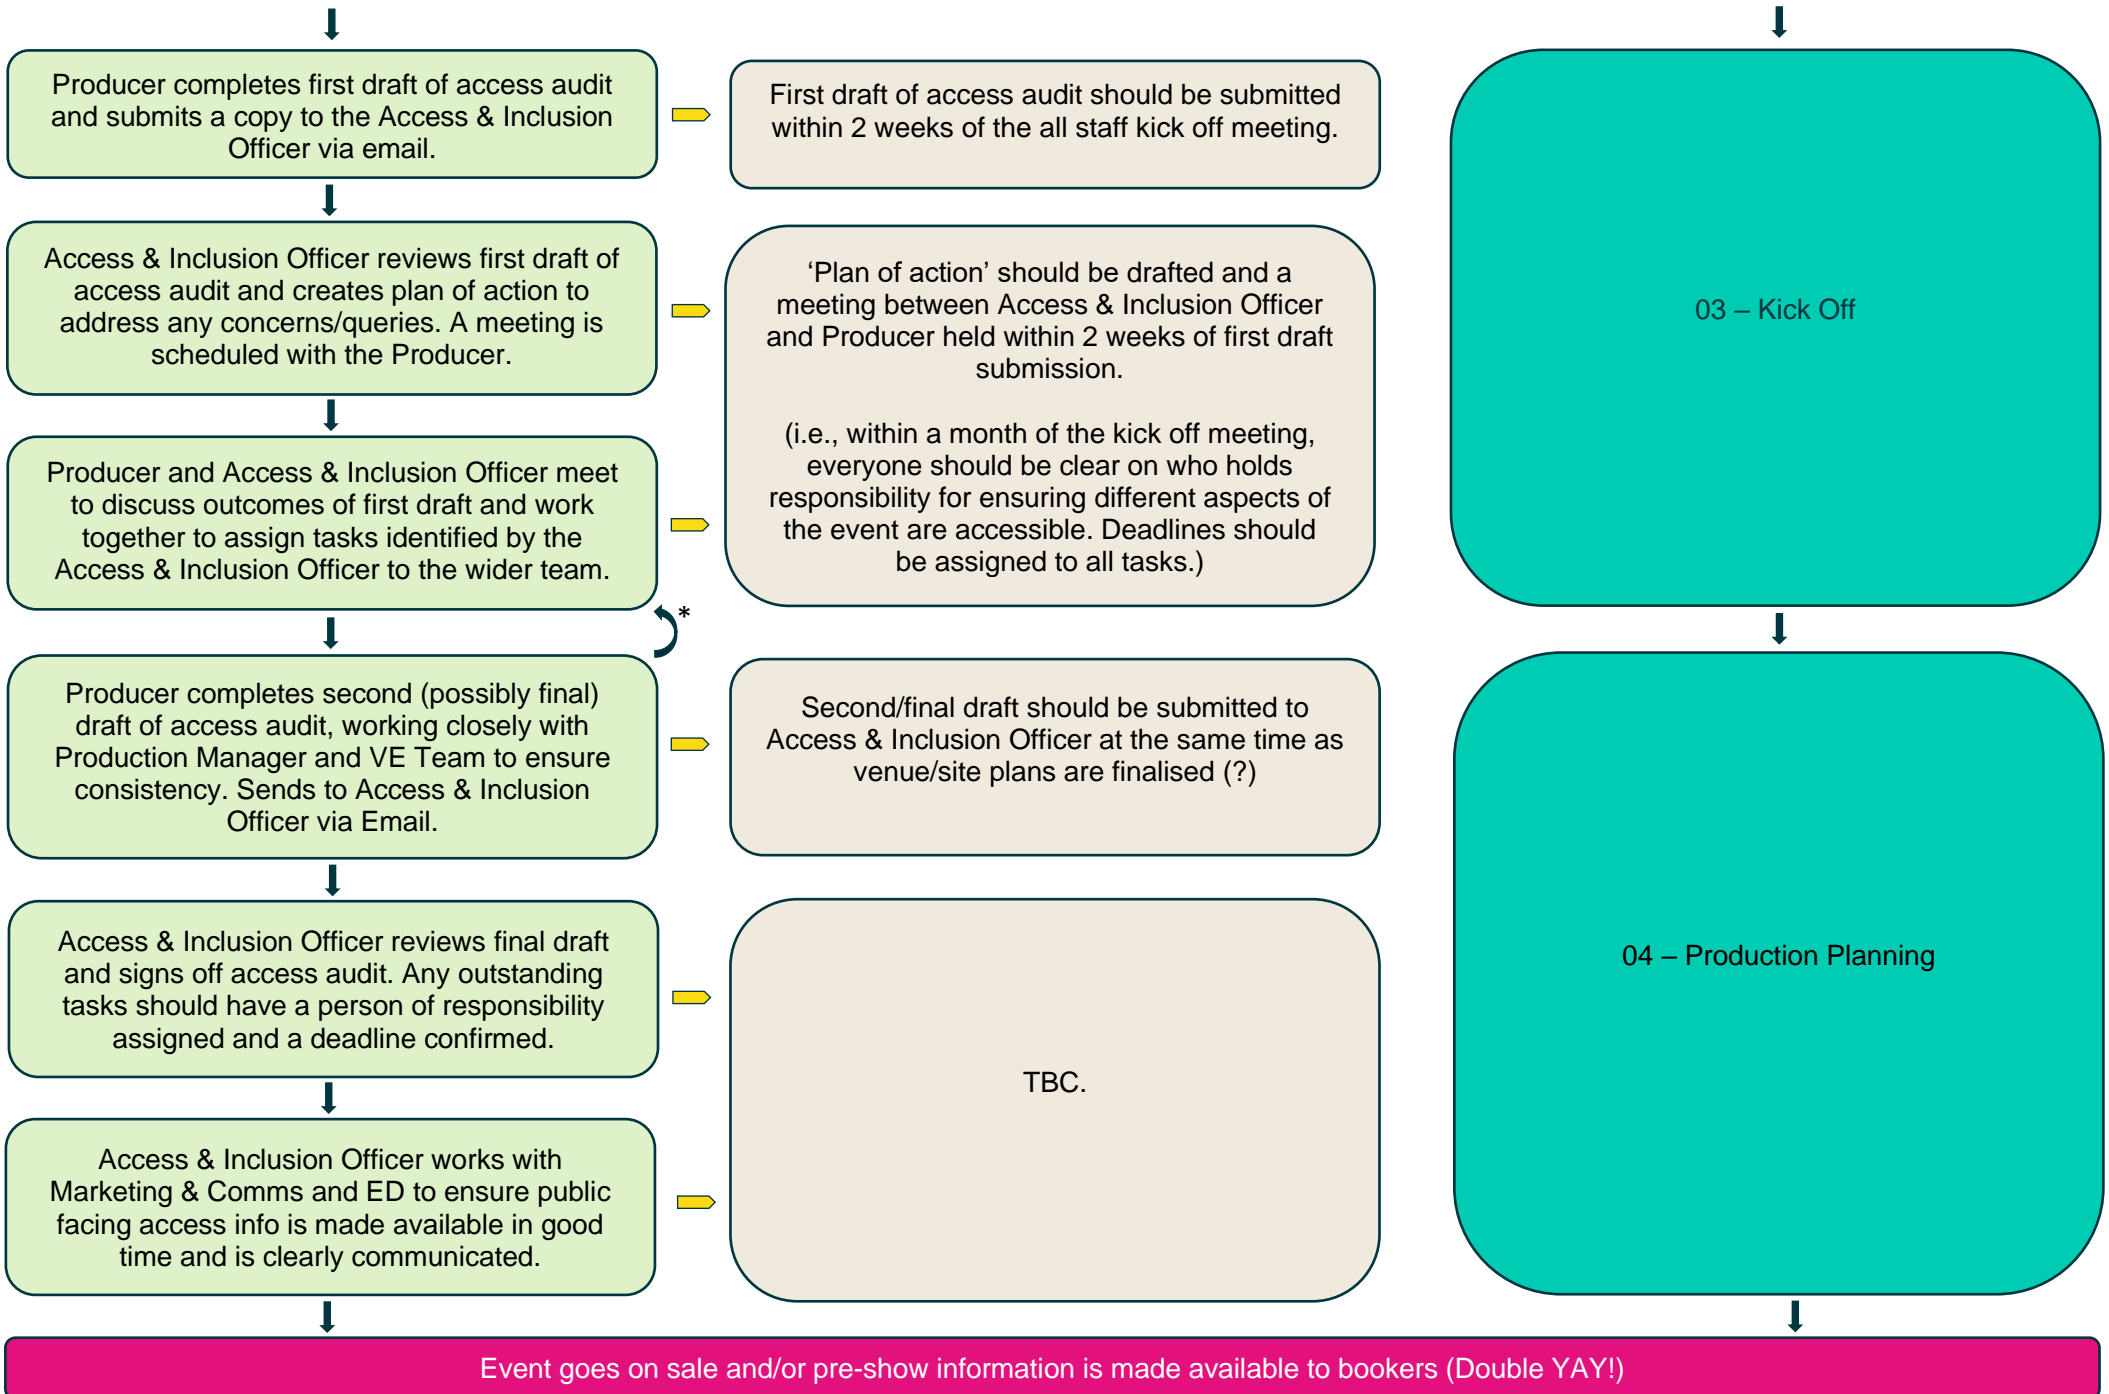 Producer completes first draft of access audit
and submits a copy to the Access & Inclusion
Officer via email.
First draft of access audit should be submitted
within 2 weeks of the all staff kick off meeting.
Access & Inclusion Officer reviews first draft of
access audit and creates plan of action to
address any concerns/queries. A meeting is
scheduled with the Producer.
‘Plan of action’ should be drafted and a
meeting between Access & Inclusion Officer
and Producer held within 2 weeks of first draft
submission.
(i.e., within a month of the kick off meeting,
everyone should be clear on who holds
responsibility for ensuring different aspects of
the event are accessible. Deadlines should
be assigned to all tasks.)
03 – Kick Off
Producer and Access & Inclusion Officer meet
to discuss outcomes of first draft and work
together to assign tasks identified by the
Access & Inclusion Officer to the wider team.
*
Producer completes second (possibly final)
draft of access audit, working closely with
Production Manager and VE Team to ensure
consistency. Sends to Access & Inclusion
Officer via Email.
Second/final draft should be submitted to
Access & Inclusion Officer at the same time as
venue/site plans are finalised (?)
Access & Inclusion Officer reviews final draft
and signs off access audit. Any outstanding
tasks should have a person of responsibility
assigned and a deadline confirmed.
TBC.
04 – Production Planning
Access & Inclusion Officer works with
Marketing & Comms and ED to ensure public
facing access info is made available in good
time and is clearly communicated.
Event goes on sale and/or pre-show information is made available to bookers (Double YAY!)